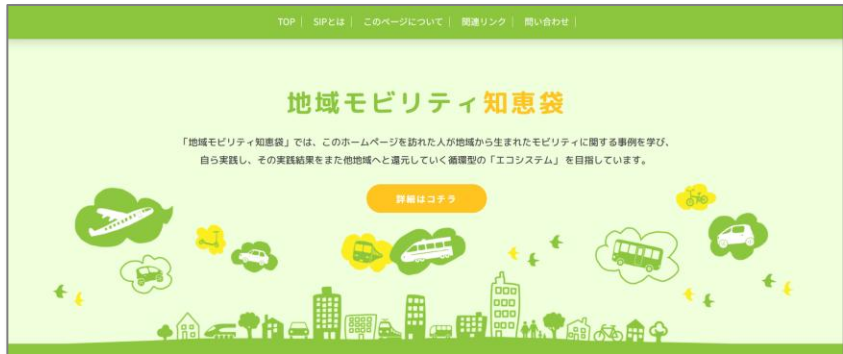 TOP | SIPとは | このページについて | 関連リンク | 問い合わせ |
地域モビリティ知恵袋
「地域モビリティ知恵袋」では、このホームページを訪れた人が地域から生まれたモビリティに関する事例を学び、
自ら実践し、その実践結果をまた他地域へと還元していく循環型の「エコシステム」を目指しています。
詳細はコチラ